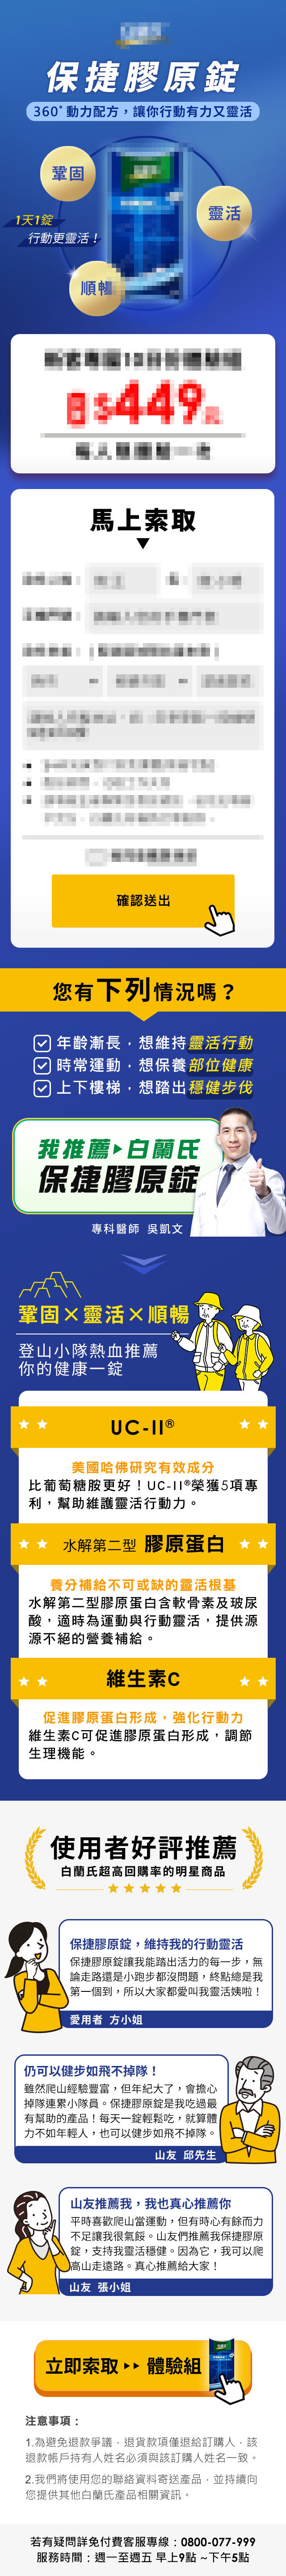 保捷膠原錠
360°動力配方，讓你行動有力又靈活
鞏固
靈活
1天1錠
行動更靈活！
順暢
$449
馬上索取
確認送出
您有下列情況嗎？
年齡漸長，想維持靈活行動
時常運動，想保養部位健康
上下樓梯，想踏出穩健步伐
我推薦▸白蘭氏
保捷膠原錠
專科醫師 吳凱文
鞏固×靈活×順暢
登山小隊熱血推薦
你的健康一錠
UC-II®
美國哈佛研究有效成分
比葡萄糖胺更好！UC-II®榮獲5項專
利，幫助維護靈活行動力。
水解第二型 膠原蛋白
養分補給不可或缺的靈活根基
水解第二型膠原蛋白含軟骨素及玻尿
酸，適時為運動與行動靈活，提供源
源不絕的營養補給。
維生素C
促進膠原蛋白形成，強化行動力
維生素C可促進膠原蛋白形成，調節
生理機能。
使用者好評推薦
白蘭氏超高回購率的明星商品
保捷膠原錠，維持我的行動靈活
保捷膠原錠讓我能踏出活力的每一步，無
論走路還是小跑步都沒問題，終點總是我
第一個到，所以大家都愛叫我靈活姨啦！
愛用者 方小姐
仍可以健步如飛不掉隊！
雖然爬山經驗豐富，但年紀大了，會擔心
掉隊連累小隊員。保捷膠原錠是我吃過最
有幫助的產品！每天一錠輕鬆吃，就算體
力不如年輕人，也可以健步如飛不掉隊。
山友 邱先生
山友推薦我，我也真心推薦你
平時喜歡爬山當運動，但有時心有餘而力
不足讓我很氣餒。山友們推薦我保捷膠原
錠，支持我靈活穩健。因為它，我可以爬
高山走遠路。真心推薦給大家！
山友 張小姐
立即索取▸▸體驗組
注意事項：
1.為避免退款爭議，退貨款項僅退給訂購人，該
退款帳戶持有人姓名必須與該訂購人姓名一致。
2.我們將使用您的聯絡資料寄送產品，並持續向
您提供其他白蘭氏產品相關資訊。
若有疑問詳免付費客服專線：0800-077-999
服務時間：週一至週五 早上9點 ~下午5點